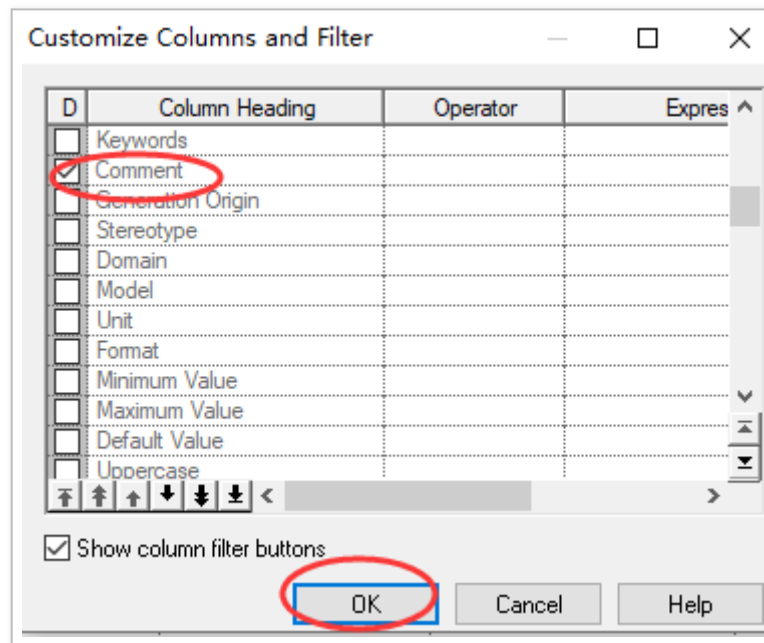 Customize Columns and Filter
D Column Heading Operator Expres
Keywords
Comment
Generation Origin
Stereotype
Domain
Model
Unit
Format
Minimum Value
Maximum Value
Default Value
Uppercase
Show column filter buttons
OK Cancel Help